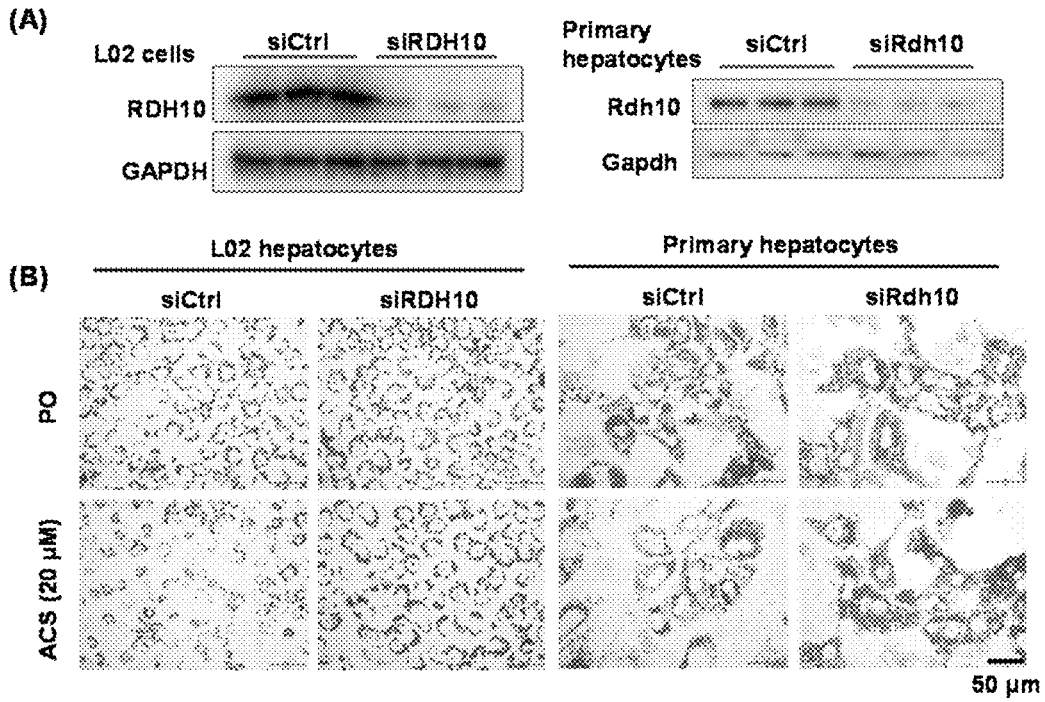 (A)
L02 cells
siCtrl siRDH10
RDH10
GAPDH
Primary
hepatocytes
siCtrl siRdh10
Rdh10
Gapdh
(B)
L02 hepatocytes
Primary hepatocytes
siCtrl siRDH10 siCtrl siRdh10
PO
ACS (20 μM)
50 μm